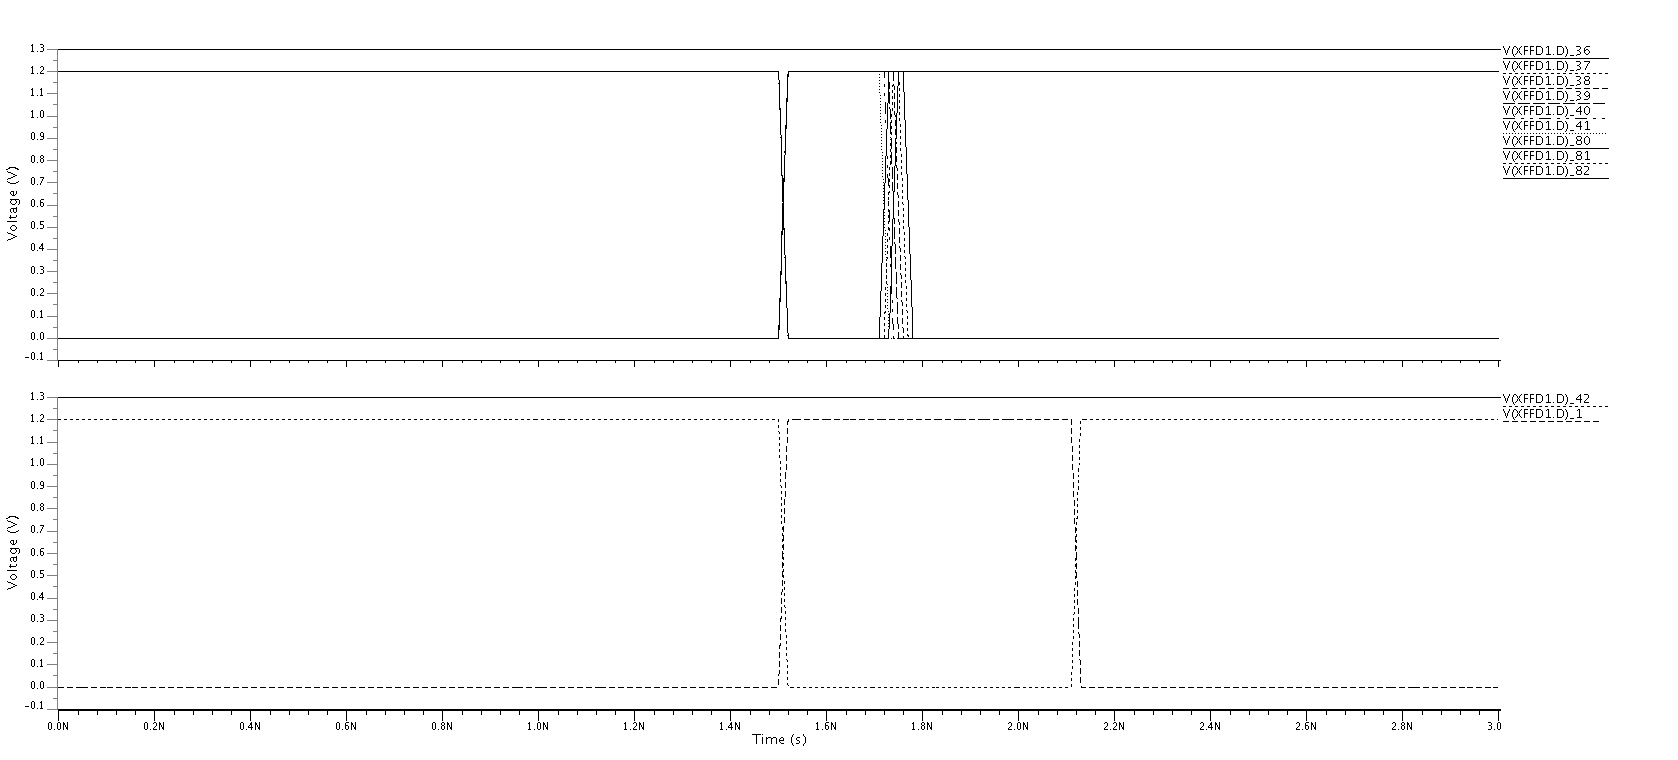 1.3
1.2
1.1
1.0
0.9
0.8
0.7
0.6
0.5
0.4
0.3
0.2
0.1
0.0
-0.1
Voltage (V)
V(XFFD1.D)_36
V(XFFD1.D)_37
V(XFFD1.D)_38
V(XFFD1.D)_39
V(XFFD1.D)_40
V(XFFD1.D)_41
V(XFFD1.D)_80
V(XFFD1.D)_81
V(XFFD1.D)_82
1.3
1.2
1.1
1.0
0.9
0.8
0.7
0.6
0.5
0.4
0.3
0.2
0.1
0.0
-0.1
Voltage (V)
V(XFFD1.D)_42
V(XFFD1.D)_1
0.0N 0.2N 0.4N 0.6N 0.8N 1.0N 1.2N 1.4N 1.6N 1.8N 2.0N 2.2N 2.4N 2.6N 2.8N 3.0
Time (s)